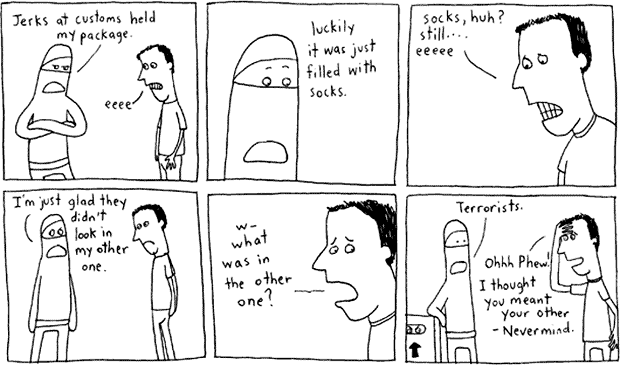 Jerks at customs held
my package.
eeee
luckily
it was just
filled with
socks.
socks, huh?
still....
eeeee
I'm just glad they
didn't
look in
my other
one.
w-
what
was in
the other
one?
Terrorists.
Ohhh Phew!
I thought
you meant
your other
- Nevermind.